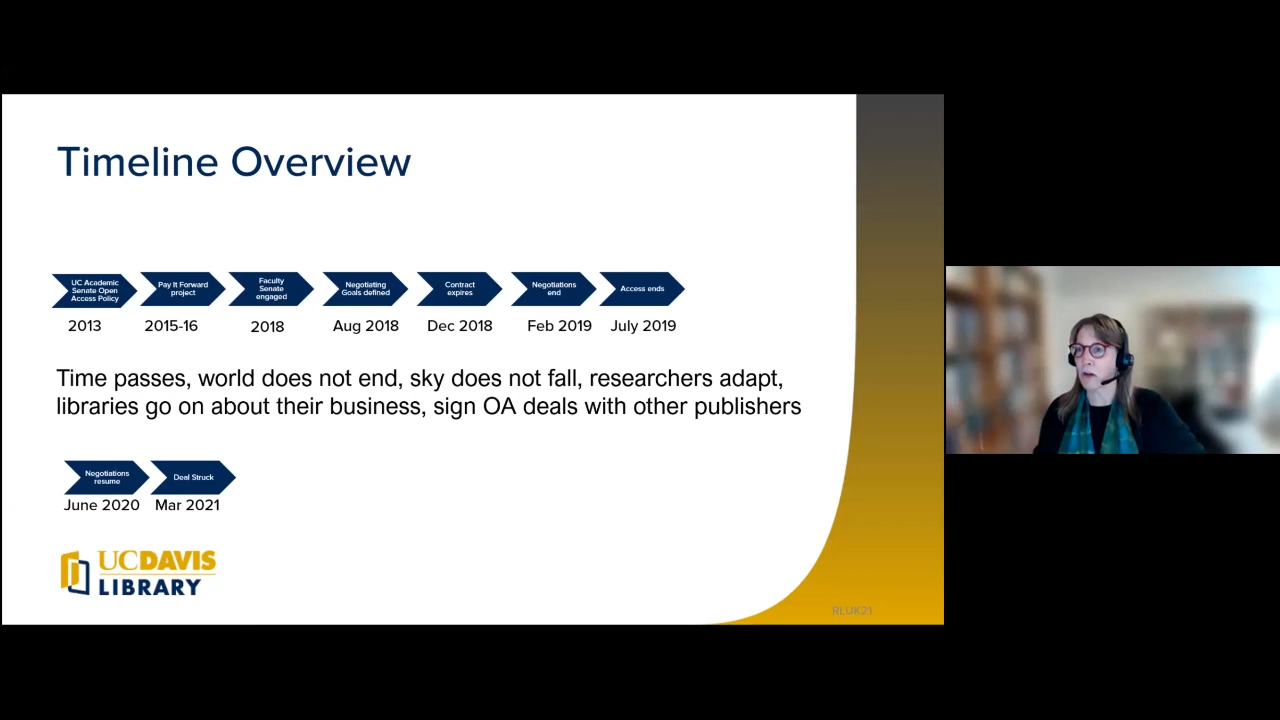 Timeline Overview
UC Academic
Senate Open
Access Policy
Pay It Forward
project
Faculty
Senate
engaged
Negotiating
Goals defined
Contract
expires
Negotiations
end
Access ends
2013
2015-16
2018
Aug 2018
Dec 2018
Feb 2019
July 2019
Time passes, world does not end, sky does not fall, researchers adapt,
libraries go on about their business, sign OA deals with other publishers
Negotiations
resume
Deal Struck
June 2020
Mar 2021
UCDAVIS
LIBRARY
RLUK21